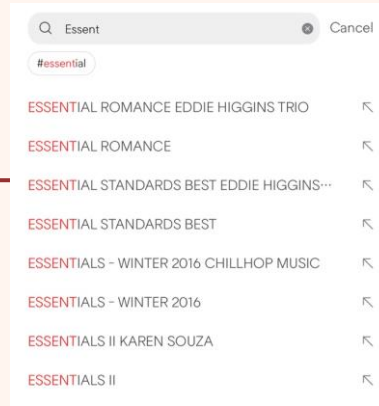 Essent
Cancel
#essential
ESSENTIAL ROMANCE EDDIE HIGGINS TRIO
ESSENTIAL ROMANCE
ESSENTIAL STANDARDS BEST EDDIE HIGGINS···
ESSENTIAL STANDARDS BEST
ESSENTIALS - WINTER 2016 CHILLHOP MUSIC
ESSENTIALS - WINTER 2016
ESSENTIALS II KAREN SOUZA
ESSENTIALS II